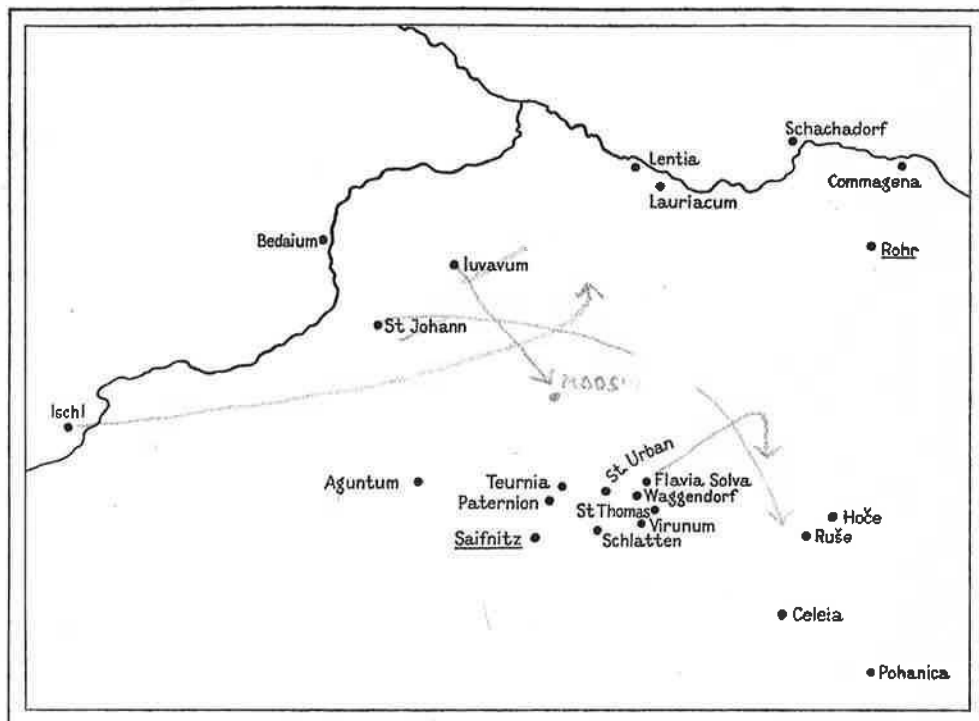 Schachadorf
Lentia
Commagena
Lauriacum
Bedaium
Rohr
Iuvavum
St Johann
Ischl
St. Urban
Aguntum
Teurnia
Flavia Solva
Paternion
Waggendorf
St Thomas
Hoče
Virunum
Saifnitz
Schlatten
Ruše
Celeia
Pohanica